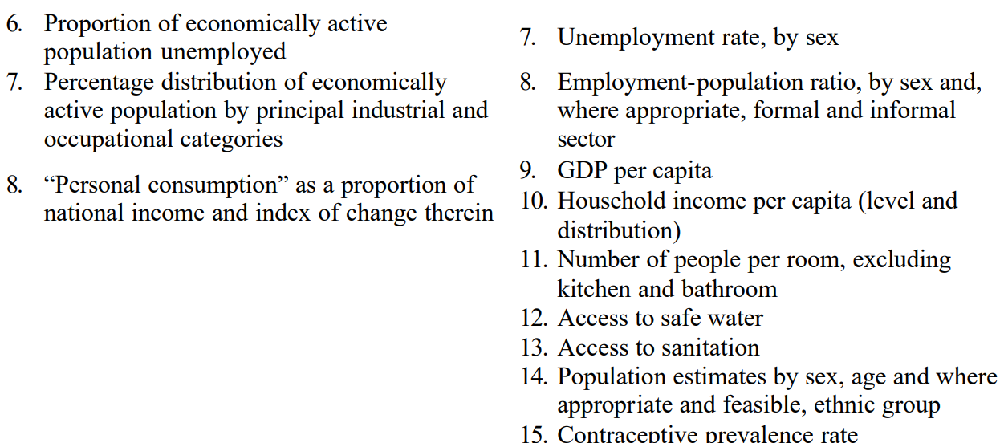 6. Proportion of economically active
population unemployed
7. Percentage distribution of economically
active population by principal industrial and
occupational categories
8. “Personal consumption” as a proportion of
national income and index of change therein
7. Unemployment rate, by sex
8. Employment-population ratio, by sex and,
where appropriate, formal and informal
sector
9. GDP per capita
10. Household income per capita (level and
distribution)
11. Number of people per room, excluding
kitchen and bathroom
12. Access to safe water
13. Access to sanitation
14. Population estimates by sex, age and where
appropriate and feasible, ethnic group
15. Contraceptive prevalence rate